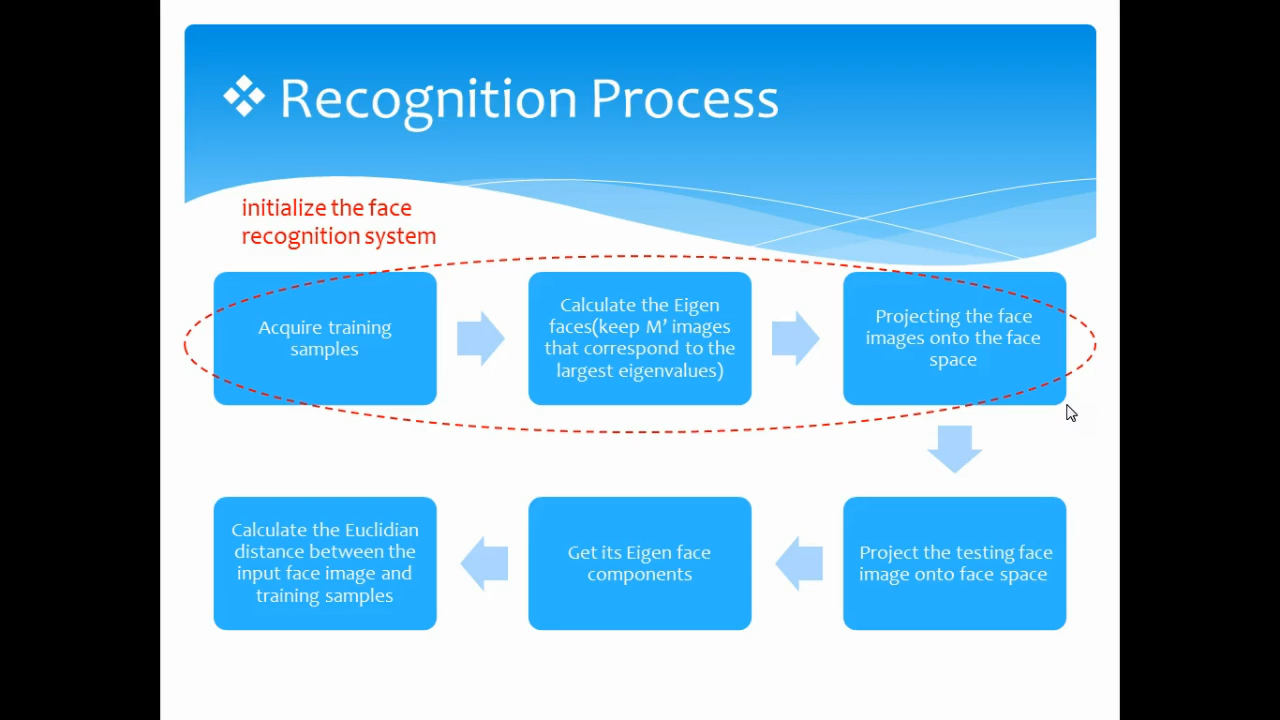 ❖ Recognition Process
initialize the face
recognition system
Acquire training
samples
Calculate the Eigen
faces(keep M’ images
that correspond to the
largest eigenvalues)
Projecting the face
images onto the face
space
Project the testing face
image onto face space
Get its Eigen face
components
Calculate the Euclidian
distance between the
input face image and
training samples